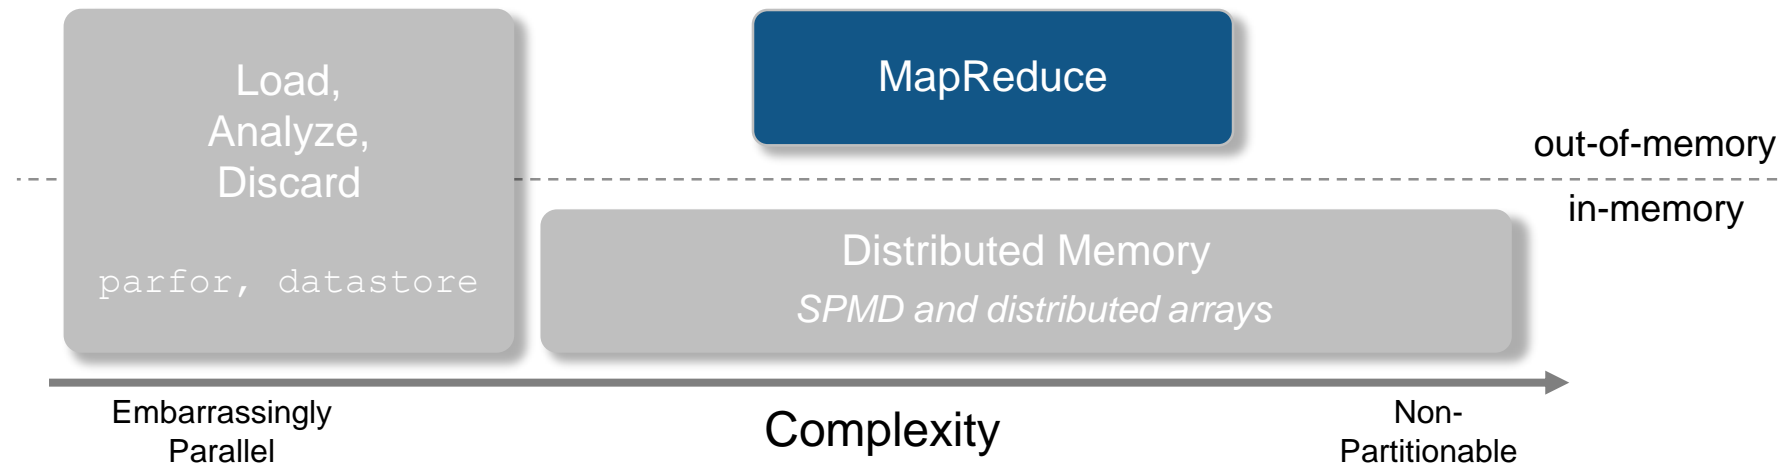 Load,
Analyze,
Discard
parfor, datastore
MapReduce
out-of-memory
in-memory
Distributed Memory
SPMD and distributed arrays
Embarrassingly
Parallel
Complexity
Non-
Partitionable